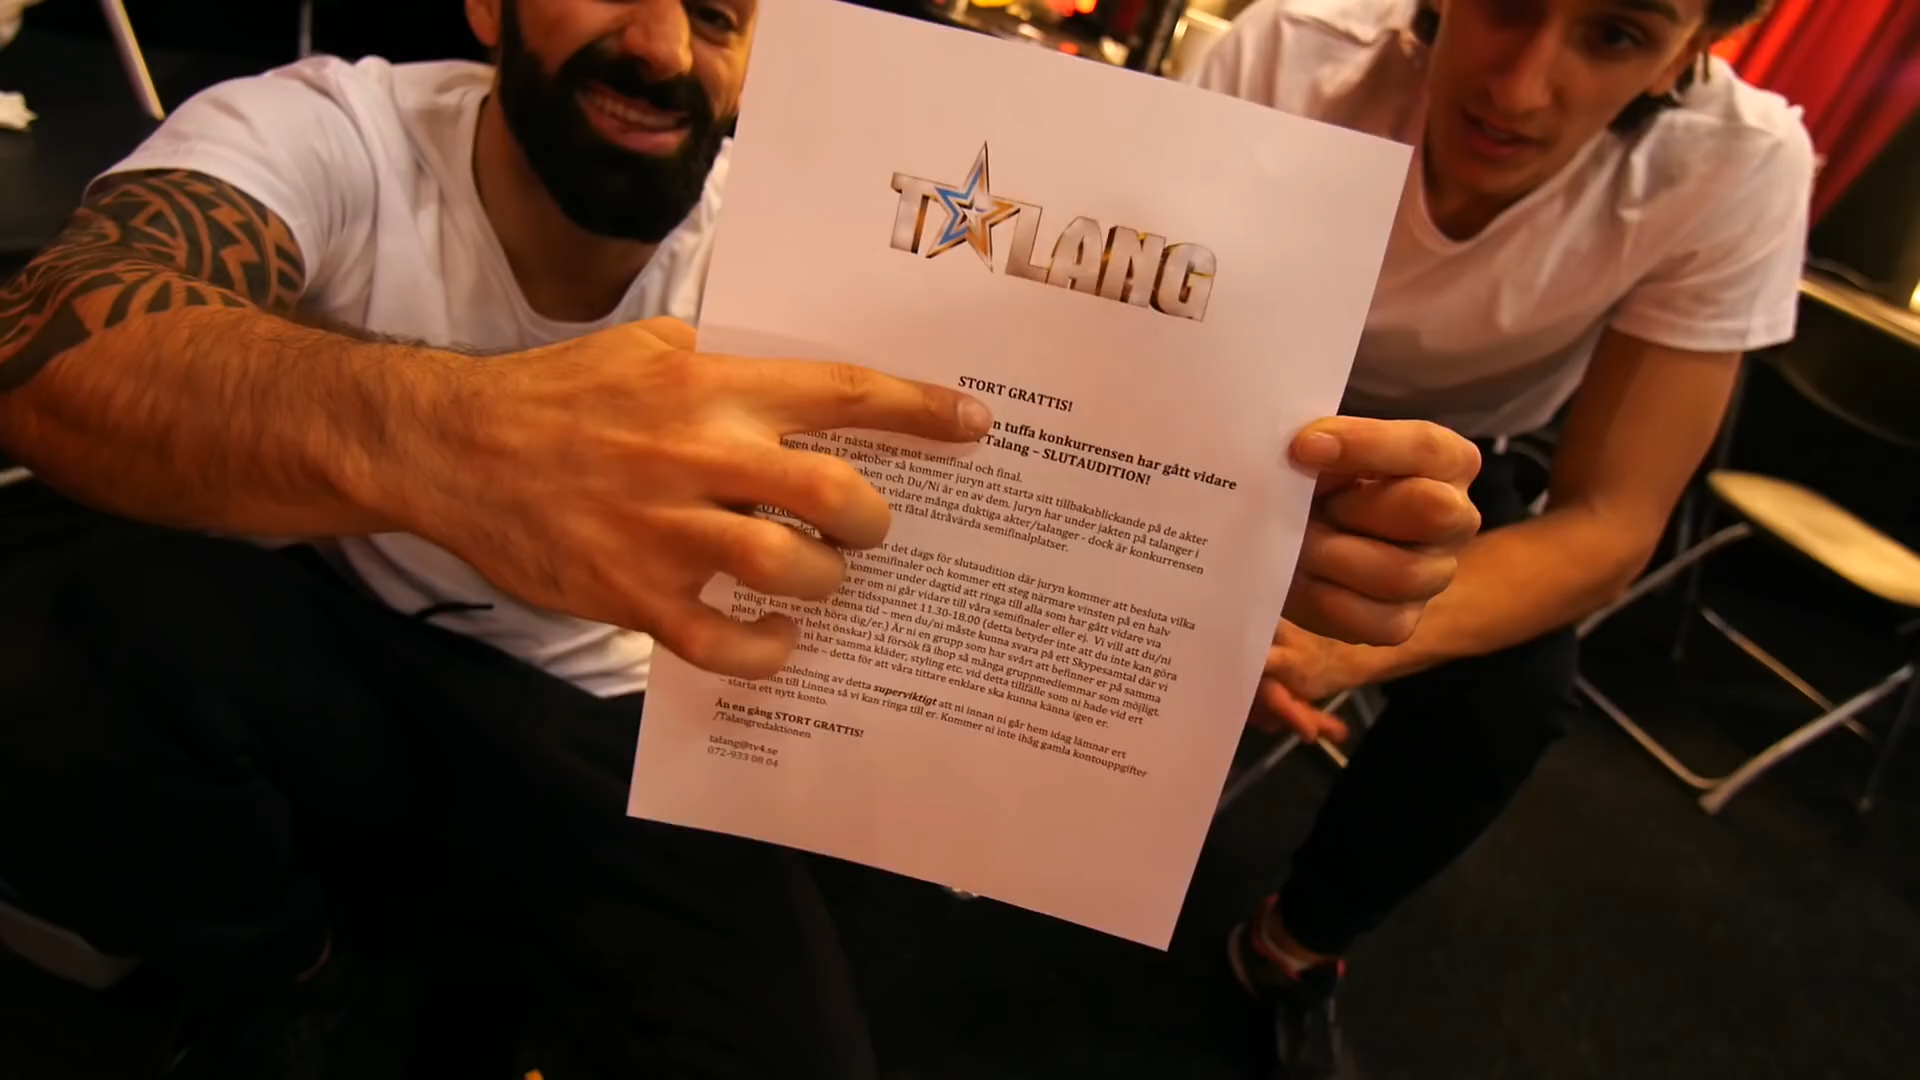 TALANG
STORT GRATTIS!
n tuffa konkurrensen har gått vidare
Talang – SLUTAUDITION!
är nästa steg mot semifinal och final.
den 17 oktober så kommer juryn att starta sitt tillbakablickande på de akter
och Du/Ni är en av dem. Juryn har under jakten på talanger i
vidare många duktiga akter/talanger - dock är konkurrensen
ett fåtal åtråvärda semifinalplatser.
det dags för slutaudition där juryn kommer att besluta vilka
semifinaler och kommer ett steg närmare vinsten på en halv
kommer under dagtid att ringa till alla som har gått vidare via
er om ni går vidare till våra semifinaler eller ej. Vi vill att du/ni
tidsspannet 11.30-18.00 (detta betyder inte att du inte kan göra
tydligt kan se och höra dig/er.) denna tid – men du/ni måste kunna svara på ett Skypesamtal där vi
plats vi helst önskar) Är ni en grupp som har svårt att befinner er på samma
ni har samma kläder, styling etc. så försök få ihop så många gruppmedlemmar som möjligt.
– detta för att våra tittare enklare ska kunna känna igen er. vid detta tillfälle som ni hade vid ert
anledning av detta superviktigt att ni innan ni går hem idag lämnar ert
till Linnea så vi kan ringa till er. Kommer ni inte ihåg gamla kontouppgifter
– starta ett nytt konto.
Än en gång STORT GRATTIS!
/Talangredaktionen
talang@tv4.se
072-933 08 04